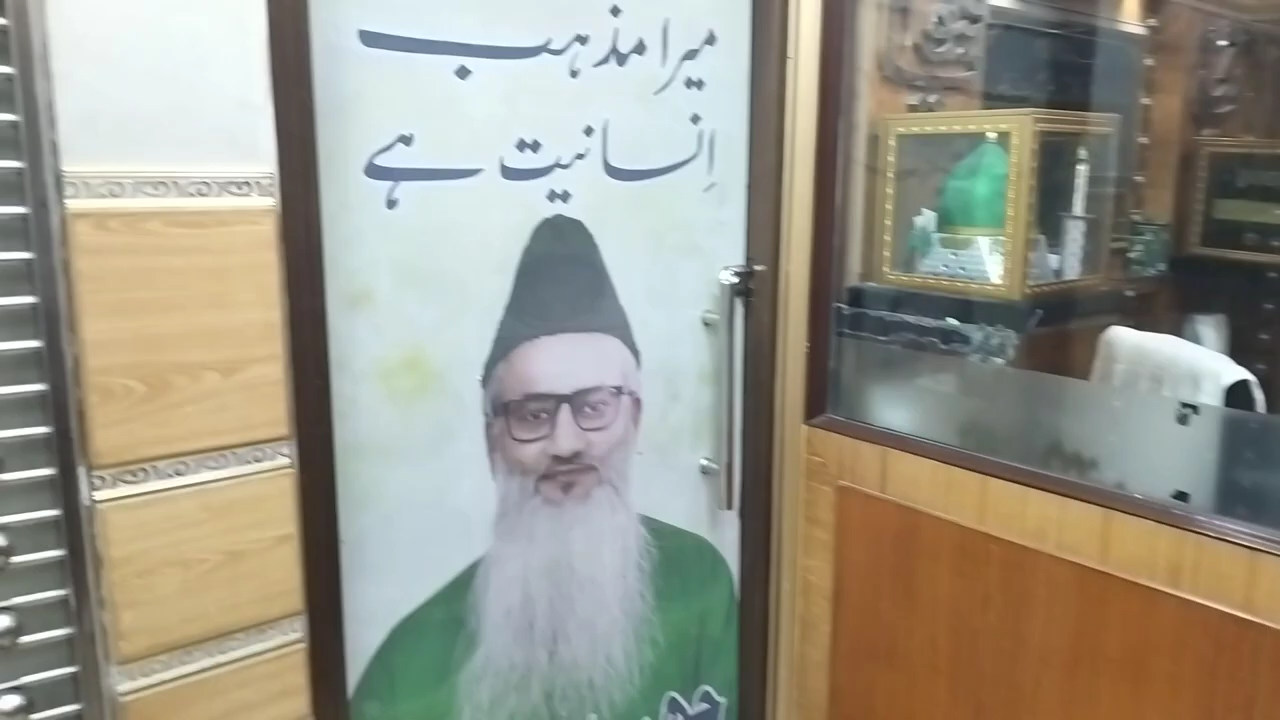 میرا مذہب
اِنسانیت ہے